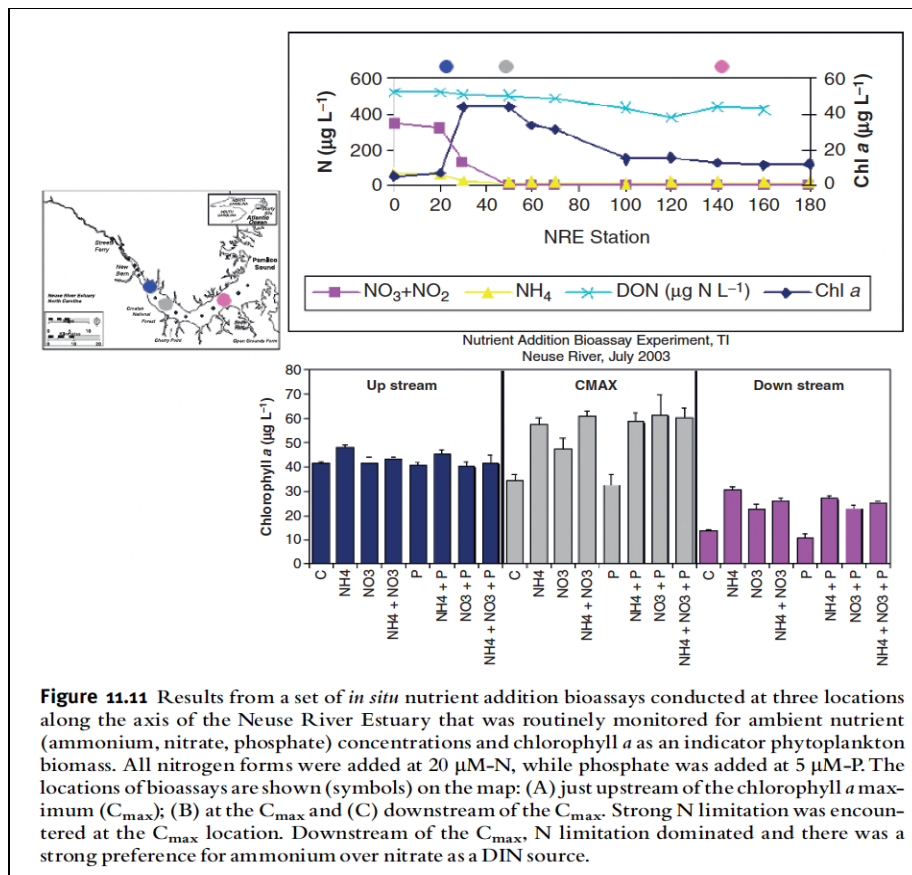 600
400
200
0
N (µg L−1)
60
40
20
0
Chl a (µg L−1)
0 20 40 60 80 100 120 140 160 180
NRE Station
NO3+NO2 NH4 DON (µg N L−1) Chl a
Streets
Ferry
New
Bern
Neuse River Estuary
North Carolina
National
Forest
Cherry Point
Atlantic
Ocean
Pamlico
Sound
Open Grounds Farm
Nutrient Addition Bioassay Experiment, TI
Neuse River, July 2003
80
70
60
50
40
30
20
10
0
Chlorophyll a (µg L−1)
Up stream CMAX Down stream
C NH4 NO3 NH4 + NO3 P NH4 + P NO3 + P NH4 + NO3 + P C NH4 NO3 NH4 + NO3 P NH4 + P NO3 + P NH4 + NO3 + P C NH4 NO3 NH4 + NO3 P NH4 + P NO3 + P NH4 + NO3 + P
Figure 11.11 Results from a set of in situ nutrient addition bioassays conducted at three locations
along the axis of the Neuse River Estuary that was routinely monitored for ambient nutrient
(ammonium, nitrate, phosphate) concentrations and chlorophyll a as an indicator phytoplankton
biomass. All nitrogen forms were added at 20 µM-N, while phosphate was added at 5 µM-P. The
locations of bioassays are shown (symbols) on the map: (A) just upstream of the chlorophyll a max-
imum (Cmax); (B) at the Cmax and (C) downstream of the Cmax. Strong N limitation was encoun-
tered at the Cmax location. Downstream of the Cmax, N limitation dominated and there was a
strong preference for ammonium over nitrate as a DIN source.